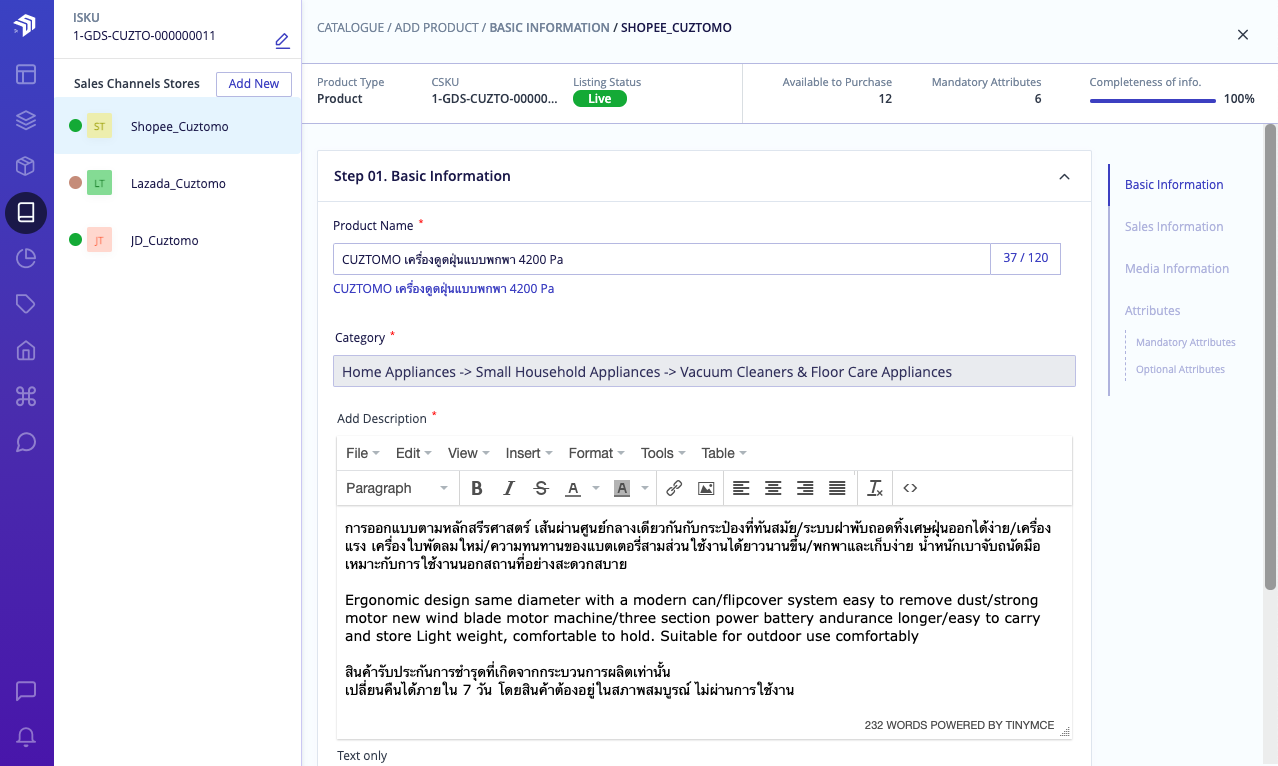 ISKU
1-GDS-CUZTO-000000011
Sales Channels Stores
Add New
ST
Shopee_Cuztomo
LT
Lazada_Cuztomo
JT
JD_Cuztomo
CATALOGUE / ADD PRODUCT / BASIC INFORMATION / SHOPEE_CUZTOMO
Product Type
Product
CSKU
1-GDS-CUZTO-00000...
Listing Status
Live
Available to Purchase
12
Mandatory Attributes
6
Completeness of info.
100%
Step 01. Basic Information
Product Name *
CUZTOMO เครื่องดูดฝุ่นแบบพกพา 4200 Pa
37 / 120
CUZTOMO เครื่องดูดฝุ่นแบบพกพา 4200 Pa
Category *
Home Appliances -> Small Household Appliances -> Vacuum Cleaners & Floor Care Appliances
Add Description *
File Edit View Insert Format Tools Table
Paragraph B I S A A
การออกแบบตามหลักสรีรศาสตร์ เส้นผ่านศูนย์กลางเดียวกันกับกระป๋องที่ทันสมัย/ระบบฝาพับถอดทิ้งเศษฝุ่นออกได้ง่าย/เครื่อง
แรง เครื่องใบพัดลมใหม่/ความทนทานของแบตเตอรี่สามส่วนใช้งานได้ยาวนานขึ้น/พกพาและเก็บง่าย น้ำหนักเบาจับถนัดมือ
เหมาะกับการใช้งานนอกสถานที่อย่างสะดวกสบาย
Ergonomic design same diameter with a modern can/flipcover system easy to remove dust/strong
motor new wind blade motor machine/three section power battery andurance longer/easy to carry
and store Light weight, comfortable to hold. Suitable for outdoor use comfortably
สินค้ารับประกันการชำรุดที่เกิดจากกระบวนการผลิตเท่านั้น
เปลี่ยนคืนได้ภายใน 7 วัน โดยสินค้าต้องอยู่ในสภาพสมบูรณ์ ไม่ผ่านการใช้งาน
232 WORDS POWERED BY TINYMCE
Text only
Basic Information
Sales Information
Media Information
Attributes
Mandatory Attributes
Optional Attributes